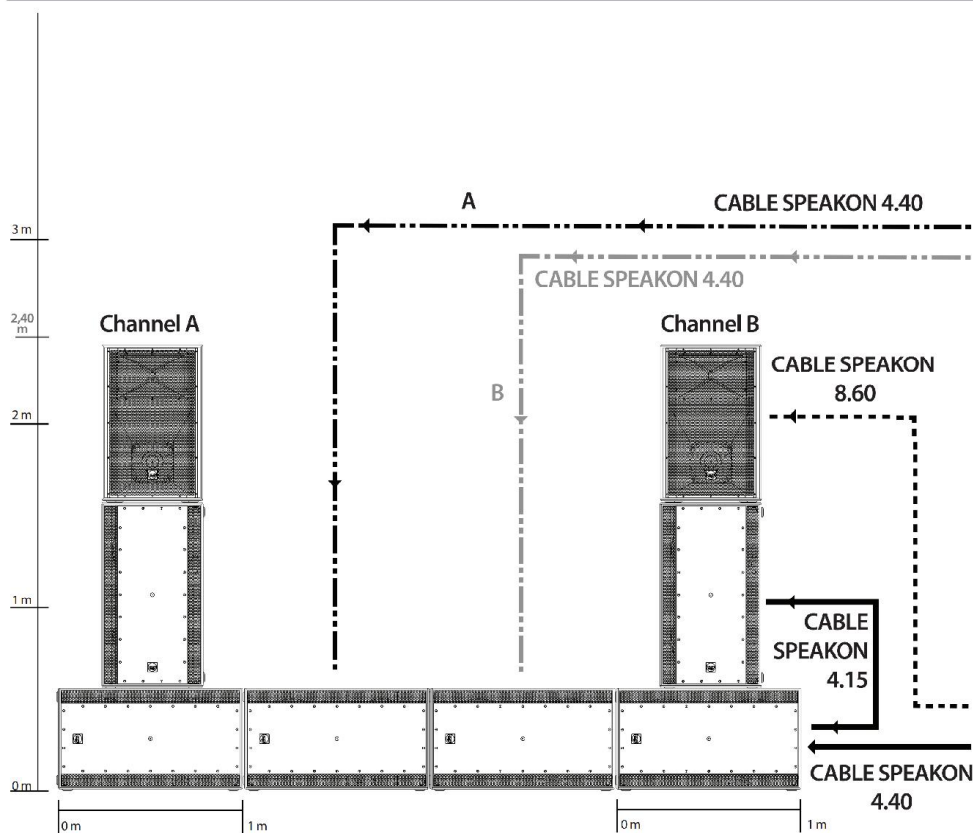 A
CABLE SPEAKON 4.40
3 m
CABLE SPEAKON 4.40
2,40
m
Channel A
Channel B
CABLE SPEAKON
8.60
B
2 m
1 m
CABLE
SPEAKON
4.15
CABLE SPEAKON
4.40
0 m
0 m
1 m
0 m
1 m